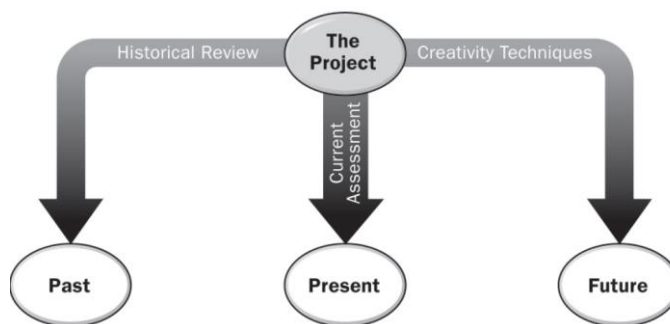 Historical Review
The
Project
Creativity Techniques
Current
Assessment
Past
Present
Future